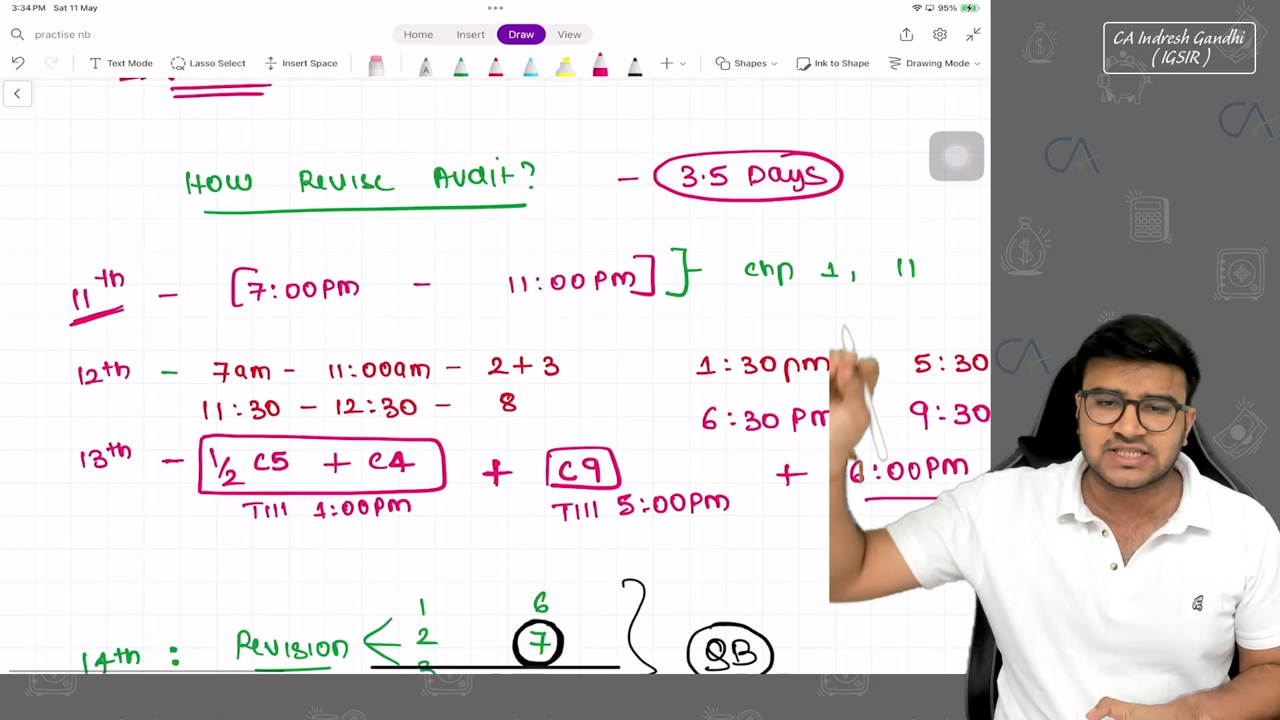 3:34 PM Sat 11 May
95%
practise nb
Home Insert Draw View
Text Mode Lasso Select Insert Space Shapes Ink to Shape Drawing Mode
CA Indresh Gandhi
(IGSIR)
How Revise Audit? - 3.5 Days
11th - [7:00PM - 11:00PM] } chp 1, 11
12th - 7am - 11:00am - 2+3 1:30pm 5:30
11:30 - 12:30 - 8 6:30 PM 9:30
13th - 1/2 C5 + C4 + C9 + 6:00PM
Till 1:00PM Till 5:00PM
14th : Revision 1 6
2 7
CA
CA
CA